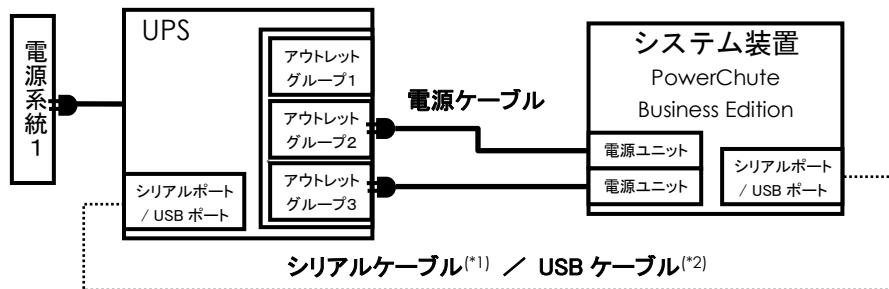 電源系統1
UPS
アウトレット
グループ1
アウトレット
グループ2
アウトレット
グループ3
シリアルポート
/ USB ポート
電源ケーブル
システム装置
PowerChute
Business Edition
電源ユニット
電源ユニット
シリアルポート
/ USB ポート
シリアルケーブル(*1) / USB ケーブル(*2)